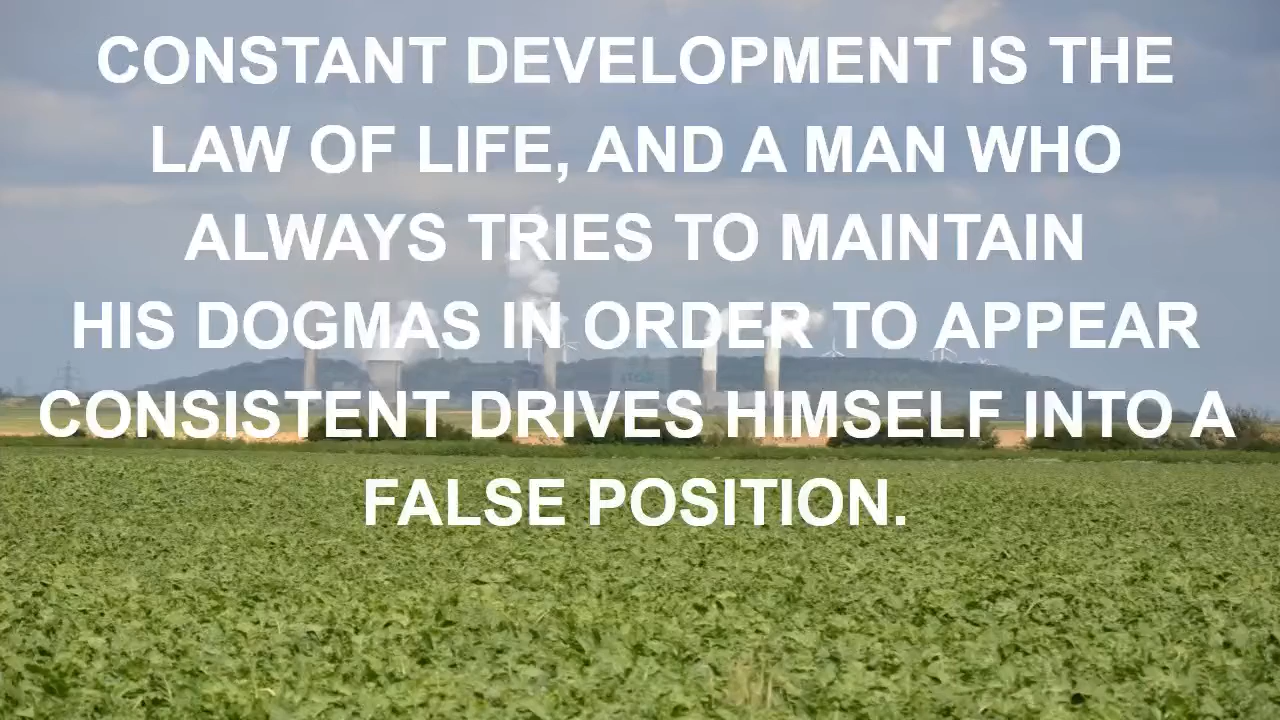 CONSTANT DEVELOPMENT IS THE
LAW OF LIFE, AND A MAN WHO
ALWAYS TRIES TO MAINTAIN
HIS DOGMAS IN ORDER TO APPEAR
CONSISTENT DRIVES HIMSELF INTO A
FALSE POSITION.